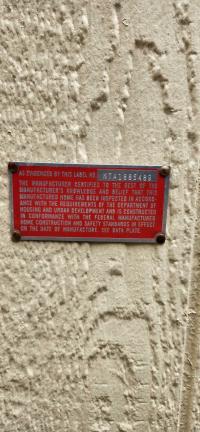 AS EVIDENCED BY THIS LABEL NO. NTA1885489
THE MANUFACTURER CERTIFIES TO THE BEST OF THE
MANUFACTURER'S KNOWLEDGE AND BELIEF THAT THIS
MANUFACTURED HOME HAS BEEN INSPECTED IN ACCORD-
ANCE WITH THE REQUIREMENTS OF THE DEPARTMENT OF
HOUSING AND URBAN DEVELOPMENT AND IS CONSTRUCTED
IN CONFORMANCE WITH THE FEDERAL MANUFACTURED
HOME CONSTRUCTION AND SAFETY STANDARDS IN EFFECT
ON THE DATE OF MANUFACTURE. SEE DATA PLATE.